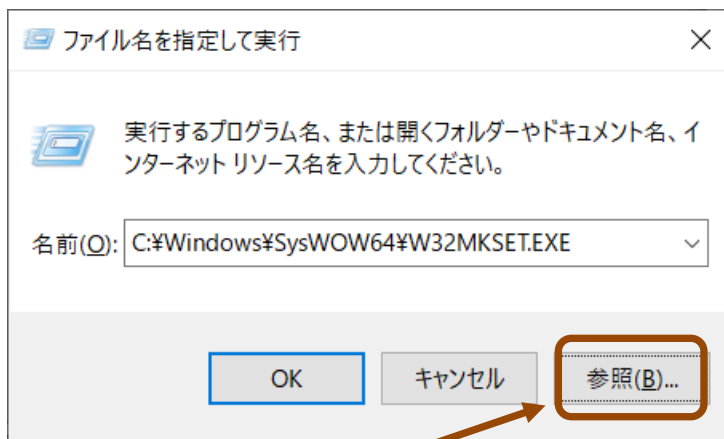 ファイル名を指定して実行
実行するプログラム名、または開くフォルダーやドキュメント名、イ
ンターネット リソース名を入力してください。
名前(O): C:¥Windows¥SysWOW64¥W32MKSET.EXE
OK キャンセル 参照(B)...